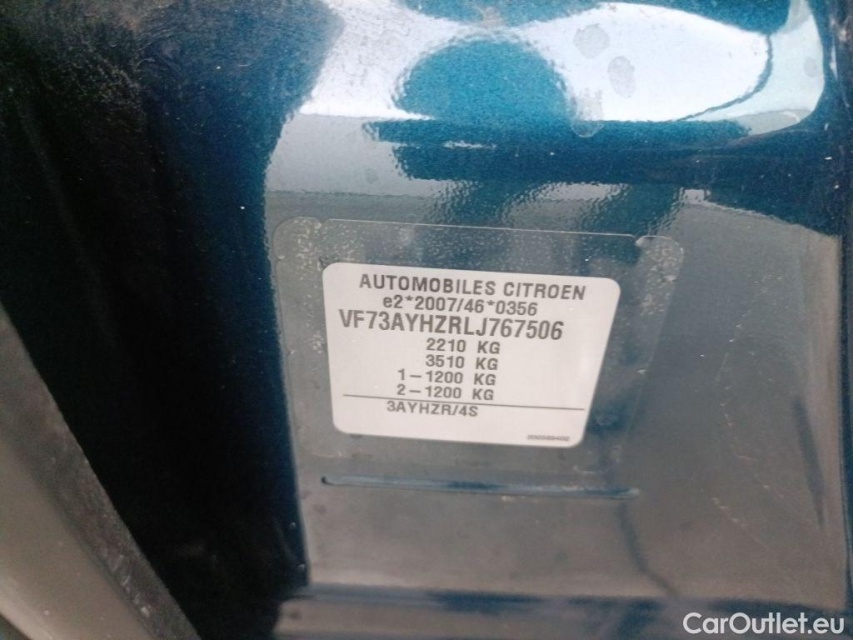 AUTOMOBILES CITROEN
e2*2007/46*0356
VF73AYHZRLJ767506
2210 KG
3510 KG
1-1200 KG
2-1200 KG
3AYHZR/4S
CarOutlet.eu